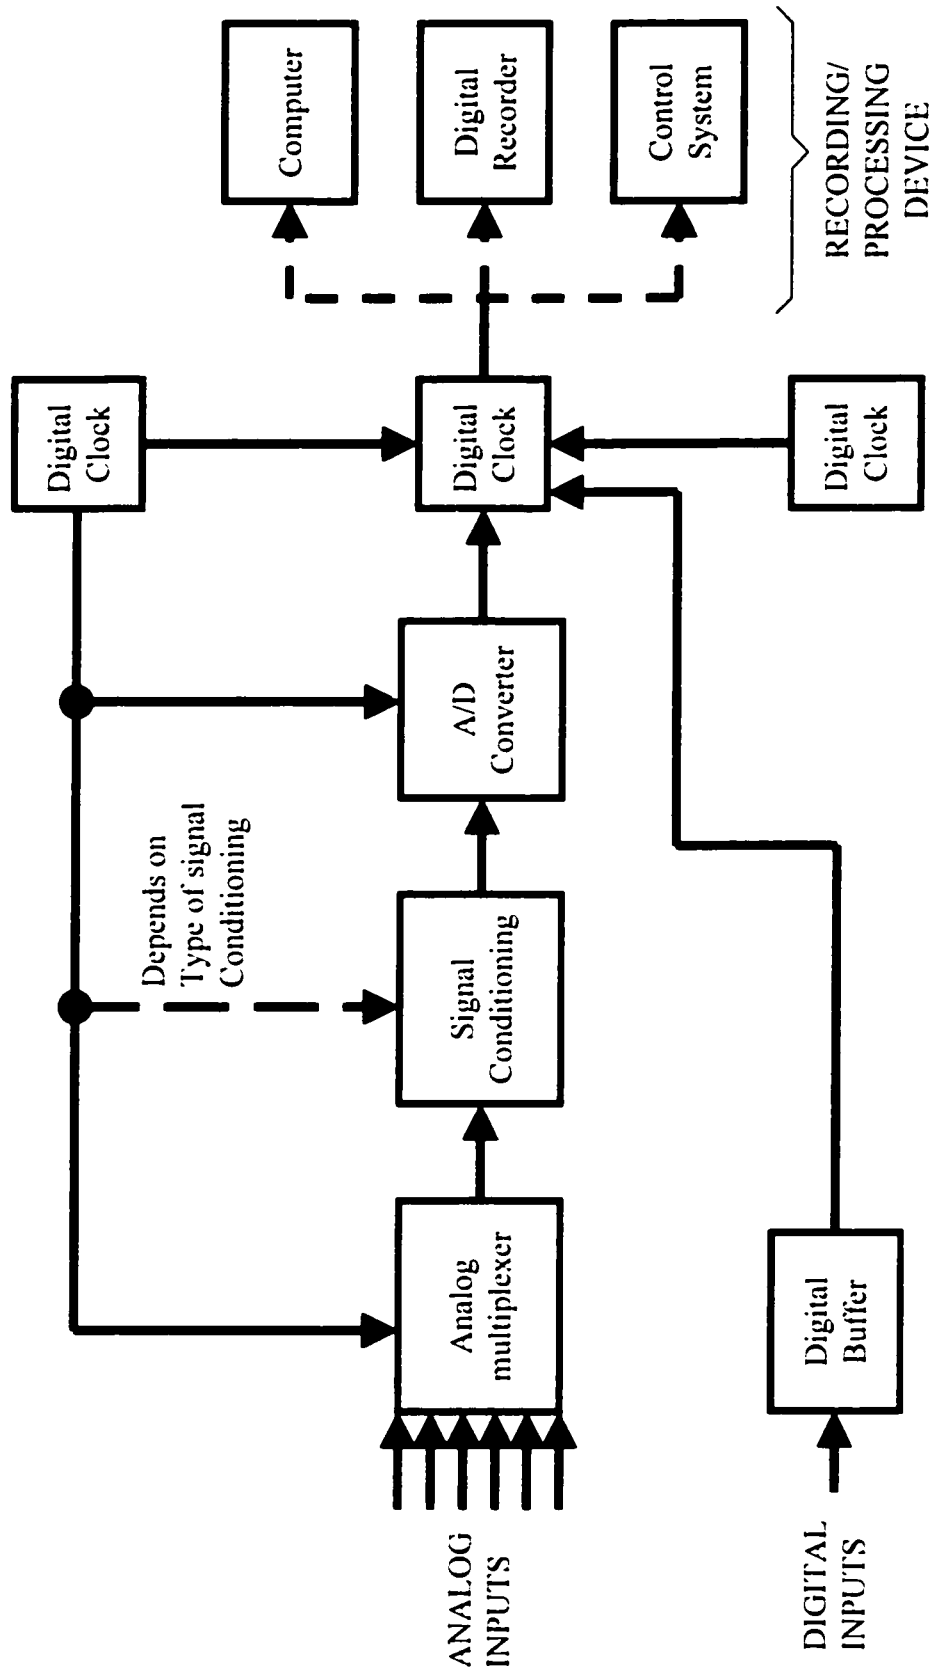 Digital
Clock
Depends on
Type of signal
Conditioning
Computer
ANALOG
INPUTS
Analog
multiplexer
Signal
Conditioning
A/D
Converter
Digital
Clock
Digital
Recorder
Control
System
DIGITAL
INPUTS
Digital
Buffer
Digital
Clock
RECORDING/
PROCESSING
DEVICE